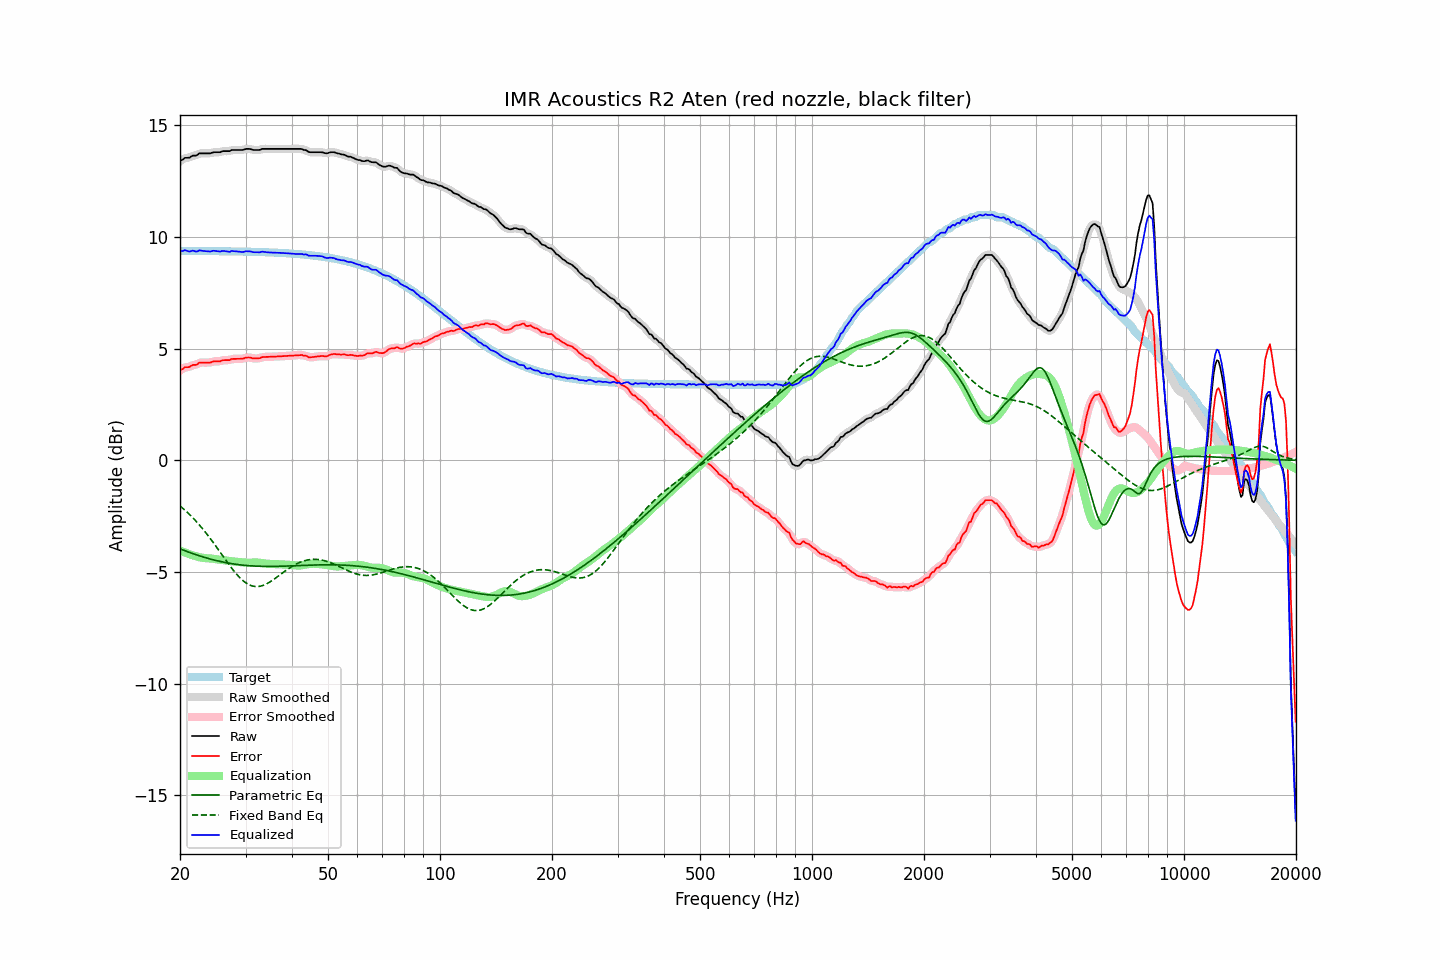 IMR Acoustics R2 Aten (red nozzle, black filter)
15
10
5
0
−5
−10
−15
Amplitude (dBr)
Target
Raw Smoothed
Error Smoothed
Raw
Error
Equalization
Parametric Eq
Fixed Band Eq
Equalized
20 50 100 200 500 1000 2000 5000 10000 20000
Frequency (Hz)